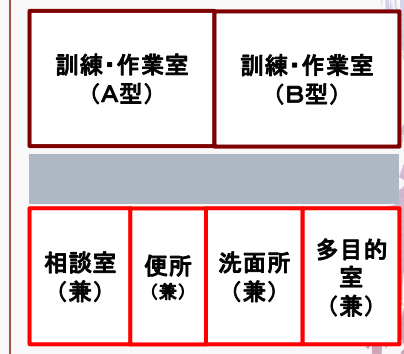 訓練・作業室
（Ａ型）
訓練・作業室
（Ｂ型）
相談室
（兼）
便所
（兼）
洗面所
（兼）
多目的
室
（兼）